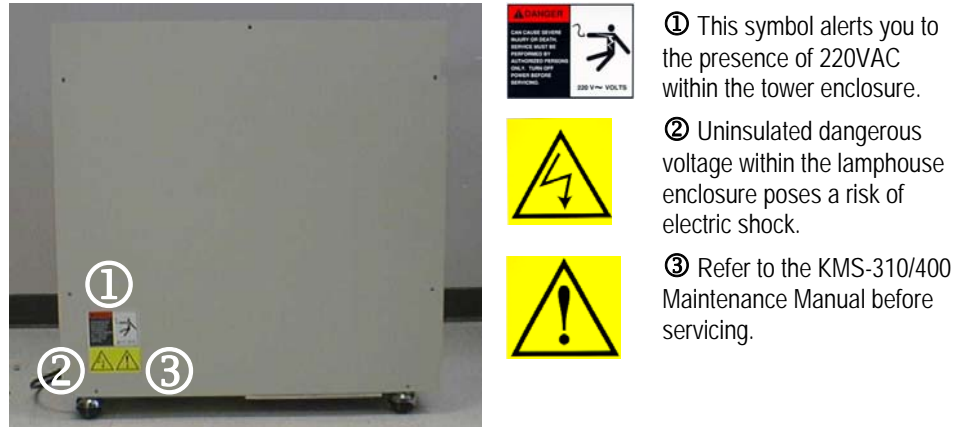 ①
②
③
⚠DANGER
CAN CAUSE SEVERE
INJURY OR DEATH.
SERVICE MUST BE
PERFORMED BY
AUTHORIZED PERSONS
ONLY. TURN OFF
POWER BEFORE
SERVICING.
220 V～ VOLTS
① This symbol alerts you to
the presence of 220VAC
within the tower enclosure.
② Uninsulated dangerous
voltage within the lamphouse
enclosure poses a risk of
electric shock.
③ Refer to the KMS-310/400
Maintenance Manual before
servicing.